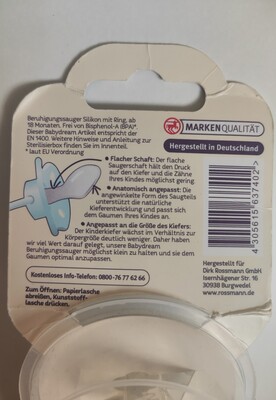 Beruhigungssauger Silikon mit Ring, ab
18 Monaten. Frei von Bisphenol-A (BPA)*.
Dieser Babydream Artikel entspricht der
EN 1400. Weitere Hinweise und Anleitung zur
Sterilisierbox finden Sie im Innenteil.
* laut EU Verordnung
MARKENQUALITÄT
Hergestellt in Deutschland
Flacher Schaft: Der flache
Saugerschaft hält den Druck
auf den Kiefer und die Zähne
Ihres Kindes möglichst gering
Anatomisch angepasst: Die
angewinkelte Form des Saugteils
unterstützt die natürliche
Kieferentwicklung und passt sich
dem Gaumen Ihres Kindes an.
Angepasst an die Größe des Kiefers:
Der Kinderkiefer wächst im Verhältnis zur
Körpergröße deutlich weniger. Daher haben
wir viel Wert darauf gelegt, unsere Babydream
Beruhigungssauger möglichst klein zu halten und sie dem
Gaumen optimal anzupassen.
4305615637402
Kostenloses Info-Telefon: 0800-76 77 62 66
Zum Öffnen: Papierlasche
abreißen, Kunststoff-
lasche drücken.
Hergestellt für
Dirk Rossmann GmbH
Isernhägener Str. 16
30938 Burgwedel
www.rossmann.de